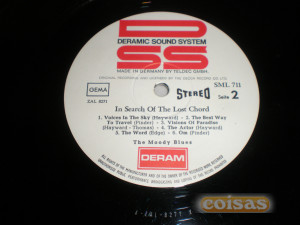 DSS
DERAMIC SOUND SYSTEM
MADE IN GERMANY BY TELDEC GMBH.
GEMA
ZAL 8271
STEREO
SML 711
Seite 2
In Search Of The Lost Chord
1. Voices In The Sky (Hayward) · 2. The Best Way
To Travel (Pinder) · 3. Visions Of Paradise
(Hayward - Thomas) · 4. The Actor (Hayward)
5. The Word (Edge) · 6. Om (Pinder)
The Moody Blues
DERAM
coisas